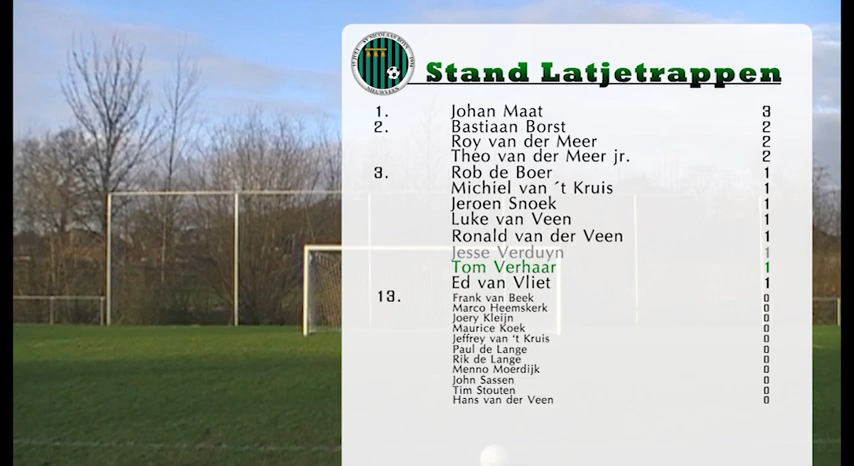 ST. NICOLAAS BOYS
NIEUWVEEN
Stand Latjetrappen
1. Johan Maat 3
2. Bastiaan Borst 2
Roy van der Meer 2
Theo van der Meer jr. 2
3. Rob de Boer 1
Michiel van ´t Kruis 1
Jeroen Snoek 1
Luke van Veen 1
Ronald van der Veen 1
Jesse Verduyn 1
Tom Verhaar 1
Ed van Vliet 1
13. Frank van Beek 0
Marco Heemskerk 0
Joery Kleijn 0
Maurice Koek 0
Jeffrey van ‘t Kruis 0
Paul de Lange 0
Rik de Lange 0
Menno Moerdijk 0
John Sassen 0
Tim Stouten 0
Hans van der Veen 0